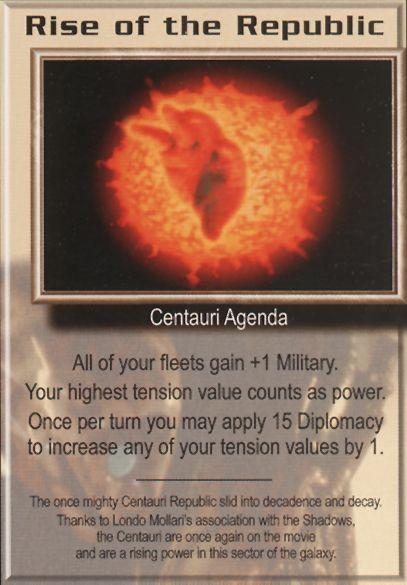 Rise of the Republic
Centauri Agenda
All of your fleets gain +1 Military.
Your highest tension value counts as power.
Once per turn you may apply 15 Diplomacy
to increase any of your tension values by 1.
The once mighty Centauri Republic slid into decadence and decay.
Thanks to Londo Mollari's association with the Shadows,
the Centauri are once again on the movie
and are a rising power in this sector of the galaxy.